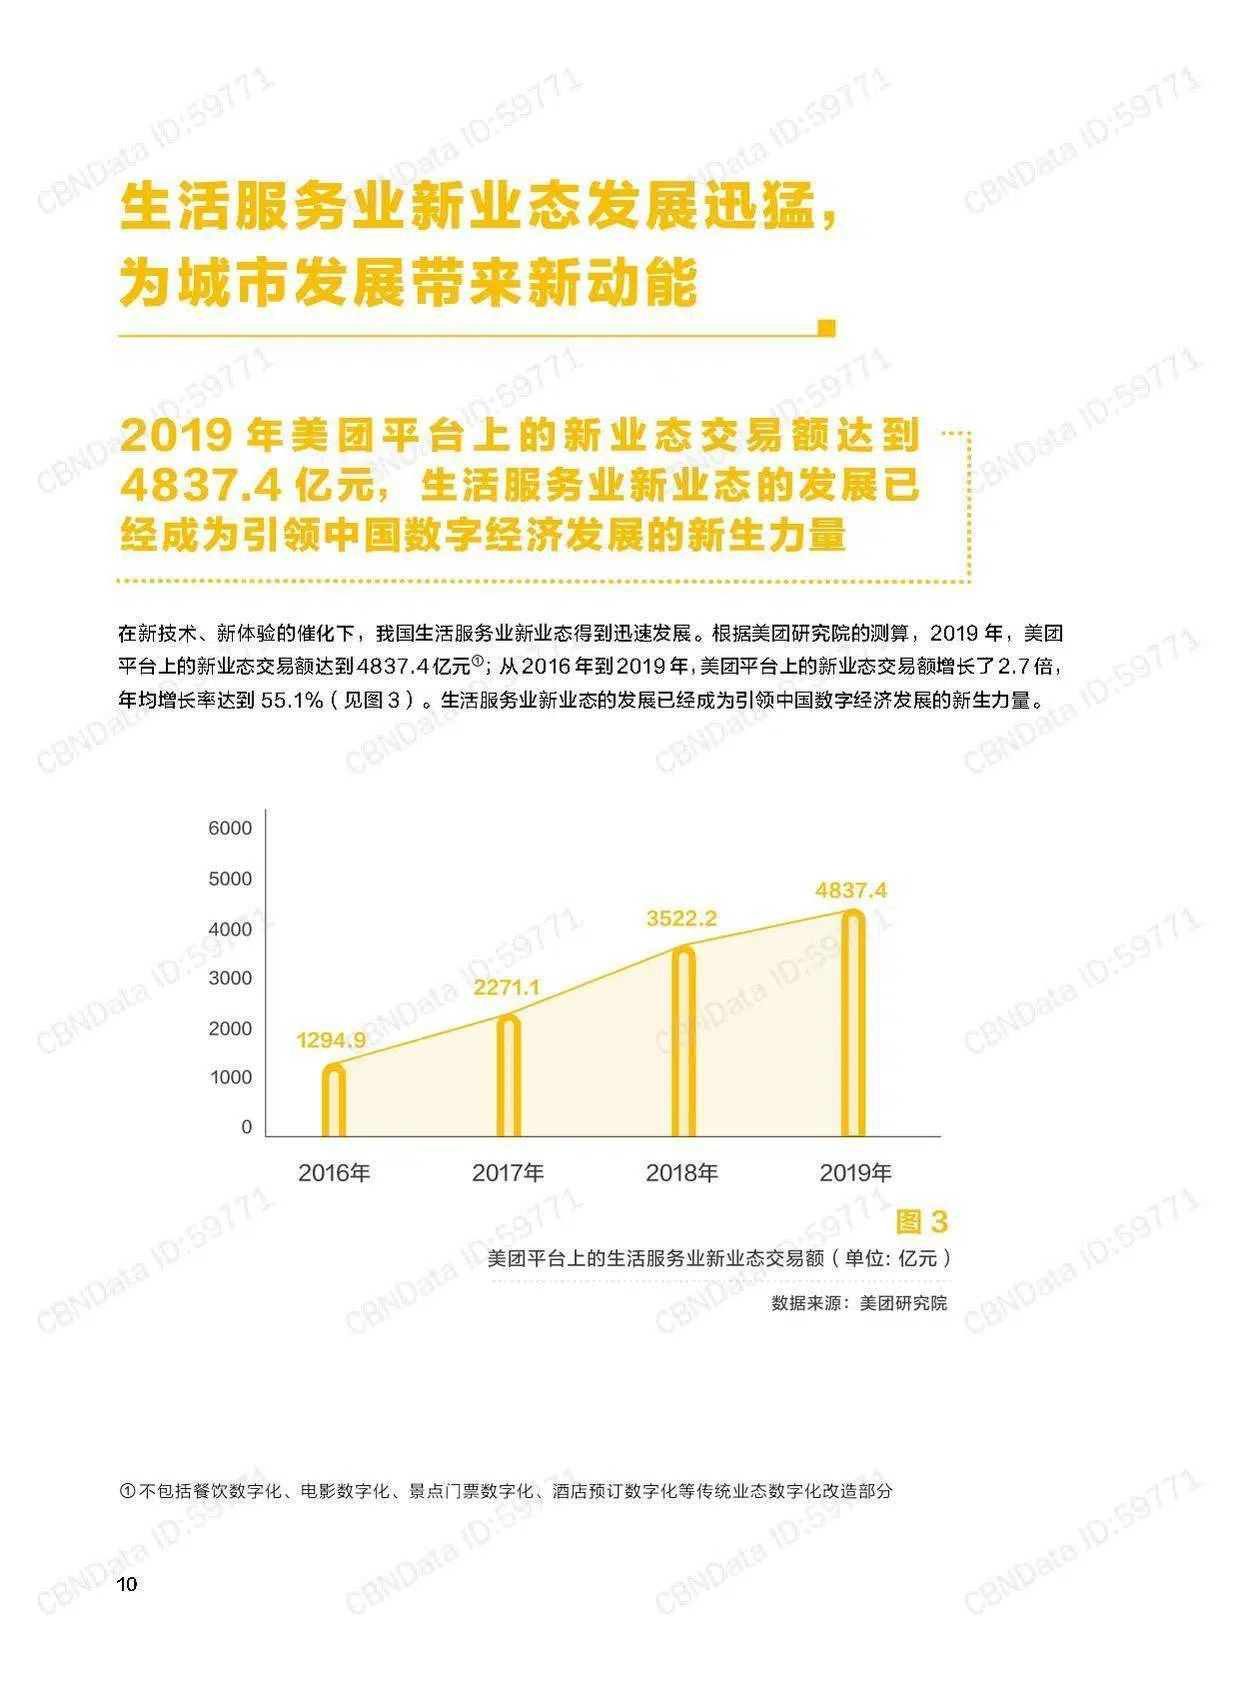 生活服务业新业态发展迅猛，
为城市发展带来新动能
2019 年美团平台上的新业态交易额达到
4837.4 亿元，生活服务业新业态的发展已
经成为引领中国数字经济发展的新生力量
在新技术、新体验的催化下，我国生活服务业新业态得到迅速发展。根据美团研究院的测算，2019 年，美团
平台上的新业态交易额达到4837.4亿元①；从2016年到2019年，美团平台上的新业态交易额增长了2.7倍，
年均增长率达到 55.1%（见图 3）。生活服务业新业态的发展已经成为引领中国数字经济发展的新生力量。
6000
5000
4000
3000
2000
1000
0
1294.9
2271.1
3522.2
4837.4
2016年
2017年
2018年
2019年
图 3
美团平台上的生活服务业新业态交易额（单位：亿元）
数据来源：美团研究院
①不包括餐饮数字化、电影数字化、景点门票数字化、酒店预订数字化等传统业态数字化改造部分
10
CBNData ID:59771